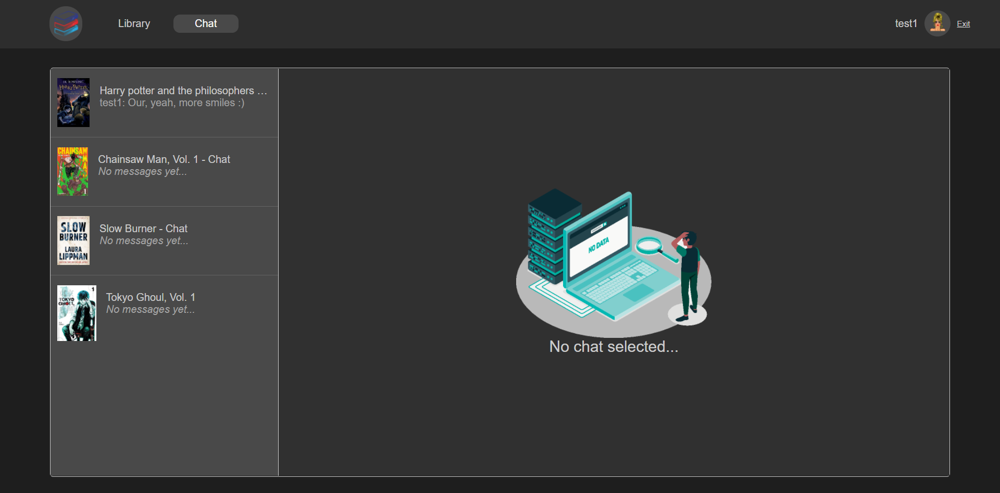 Library
Chat
test1
Exit
J.K. ROWLING
HARRY POTTER
Harry potter and the philosophers ...
test1: Our, yeah, more smiles :)
CHAINSAW
MAN
1
Chainsaw Man, Vol. 1 - Chat
No messages yet...
SLOW
BURNER
LAURA
LIPPMAN
Slow Burner - Chat
No messages yet...
1
TOKYO
GHOUL
Tokyo Ghoul, Vol. 1
No messages yet...
NO DATA
No chat selected...